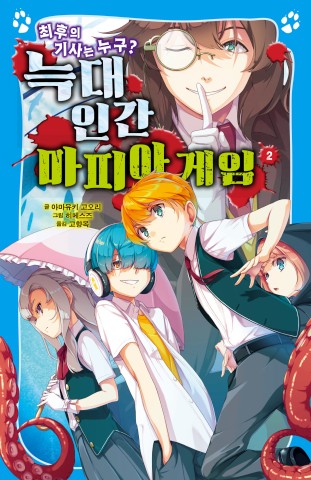 최후의
기사는 누구?
늑대
인간
마피아 게임
2
글 아마유키 고오리
그림 히에스즈
옮김 고향옥